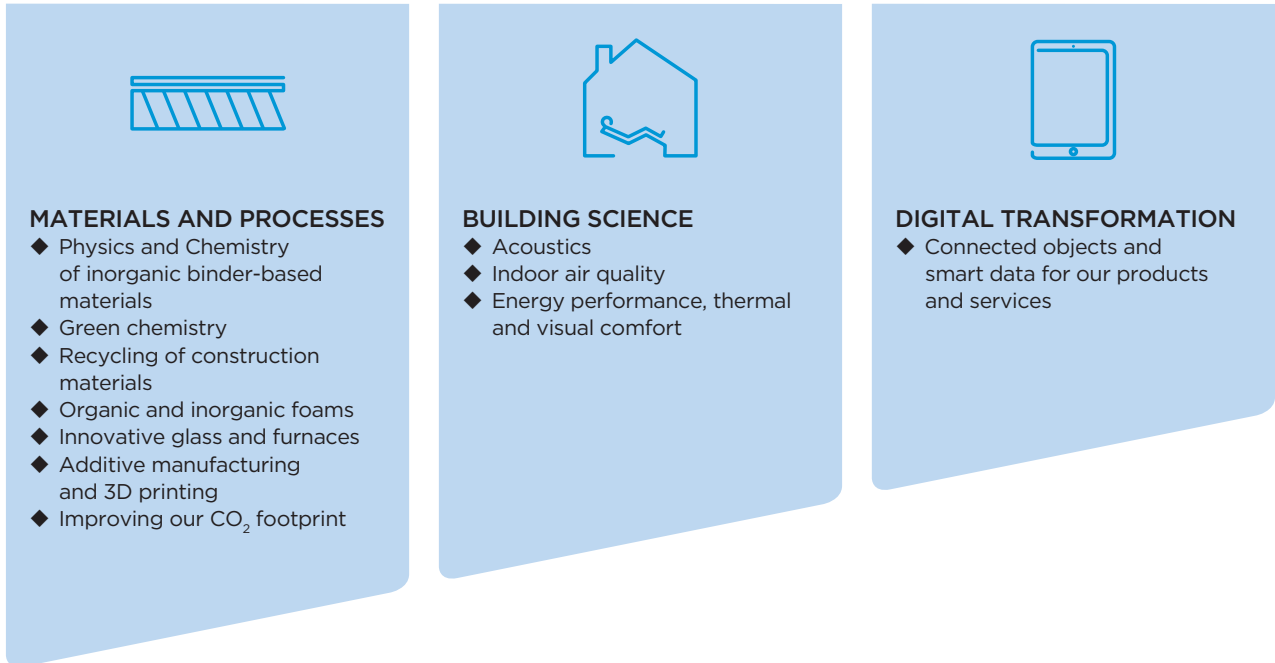 MATERIALS AND PROCESSES
◆ Physics and Chemistry
of inorganic binder-based
materials
◆ Green chemistry
◆ Recycling of construction
materials
◆ Organic and inorganic foams
◆ Innovative glass and furnaces
◆ Additive manufacturing
and 3D printing
◆ Improving our CO₂ footprint
BUILDING SCIENCE
◆ Acoustics
◆ Indoor air quality
◆ Energy performance, thermal
and visual comfort
DIGITAL TRANSFORMATION
◆ Connected objects and
smart data for our products
and services